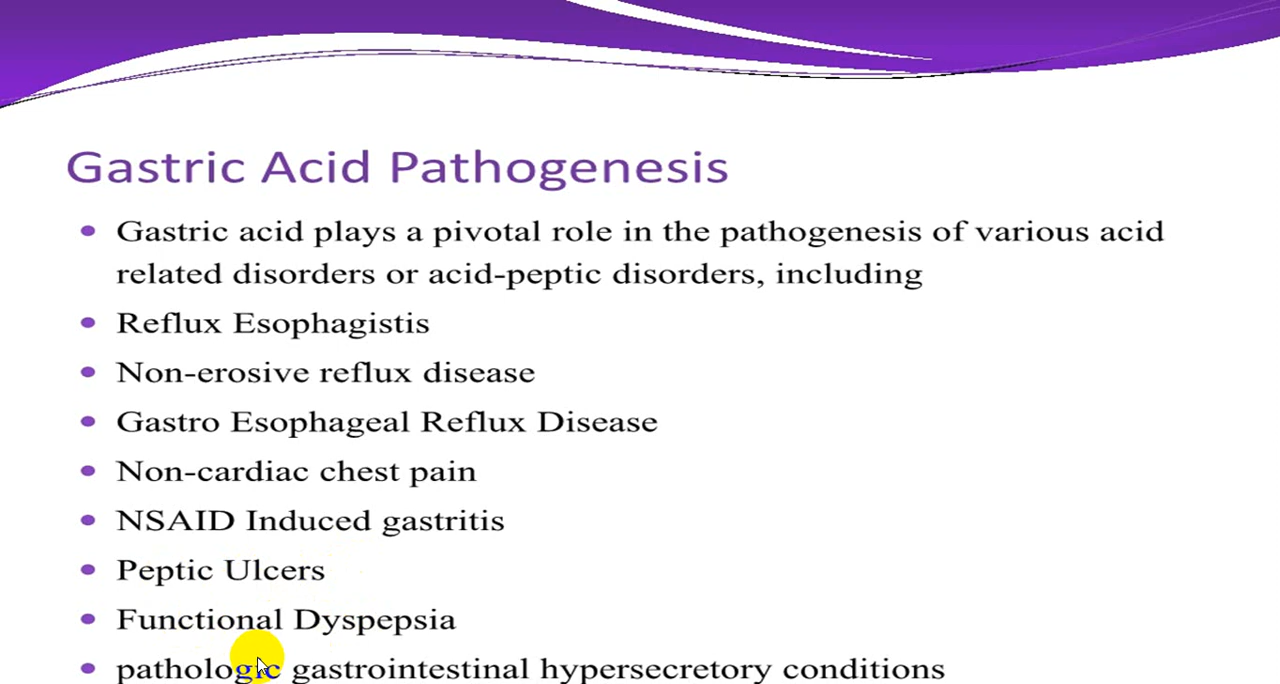 Gastric Acid Pathogenesis
• Gastric acid plays a pivotal role in the pathogenesis of various acid
related disorders or acid-peptic disorders, including
• Reflux Esophagistis
• Non-erosive reflux disease
• Gastro Esophageal Reflux Disease
• Non-cardiac chest pain
• NSAID Induced gastritis
• Peptic Ulcers
• Functional Dyspepsia
• pathologic gastrointestinal hypersecretory conditions